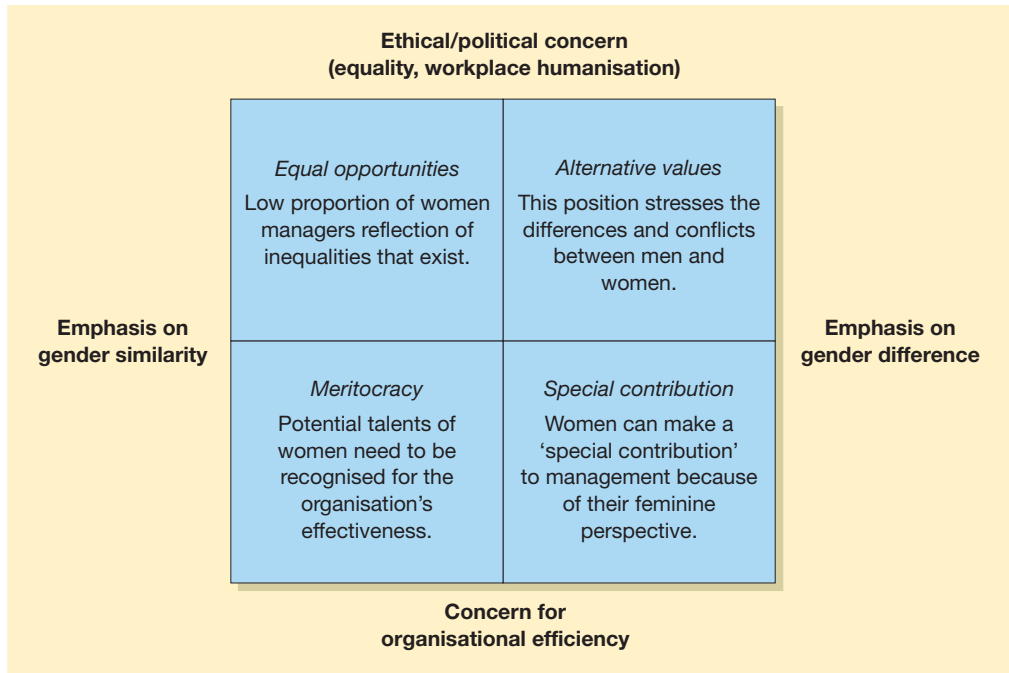 Ethical/political concern
(equality, workplace humanisation)
Equal opportunities
Low proportion of women
managers reflection of
inequalities that exist.
Alternative values
This position stresses the
differences and conflicts
between men and
women.
Emphasis on
gender similarity
Emphasis on
gender difference
Meritocracy
Potential talents of
women need to be
recognised for the
organisation’s
effectiveness.
Special contribution
Women can make a
‘special contribution’
to management because
of their feminine
perspective.
Concern for
organisational efficiency